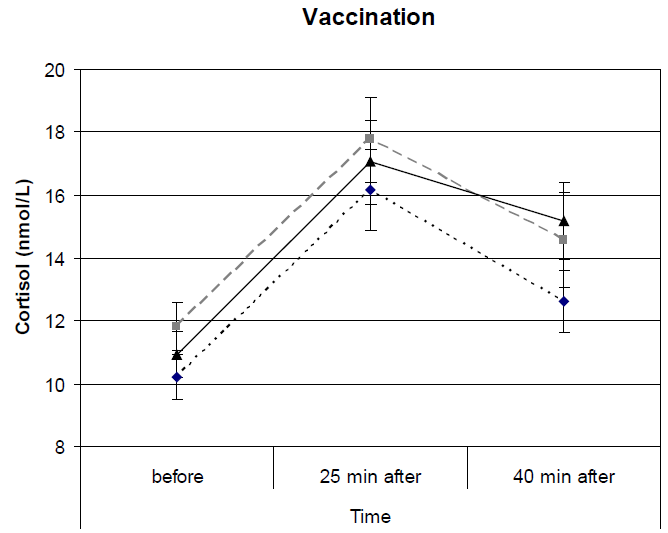 Vaccination
Cortisol (nmol/L)
20
18
16
14
12
10
8
before 25 min after 40 min after
Time